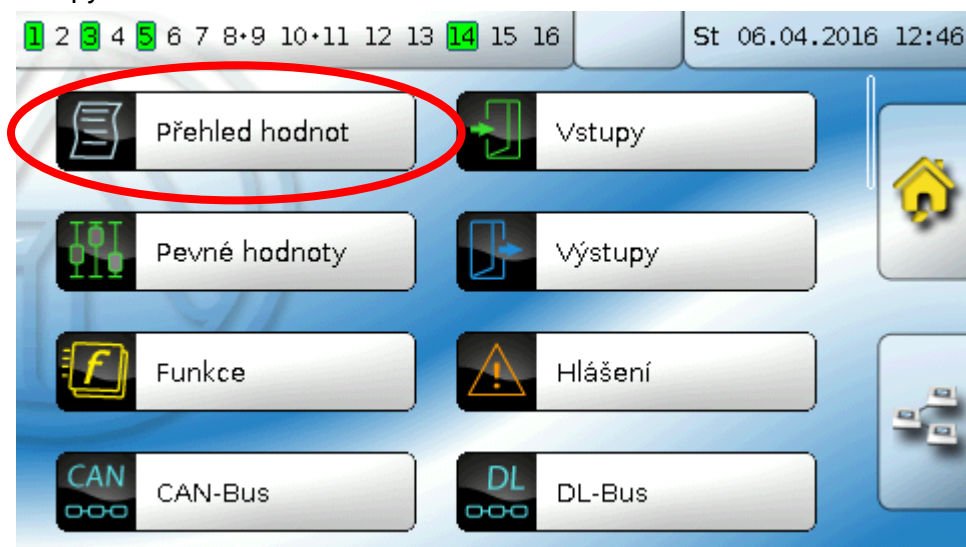 1 2 3 4 5 6 7 8·9 10·11 12 13 14 15 16 St 06.04.2016 12:46
Přehled hodnot Vstupy
Pevné hodnoty Výstupy
f Funkce Hlášení
CAN CAN-Bus DL DL-Bus